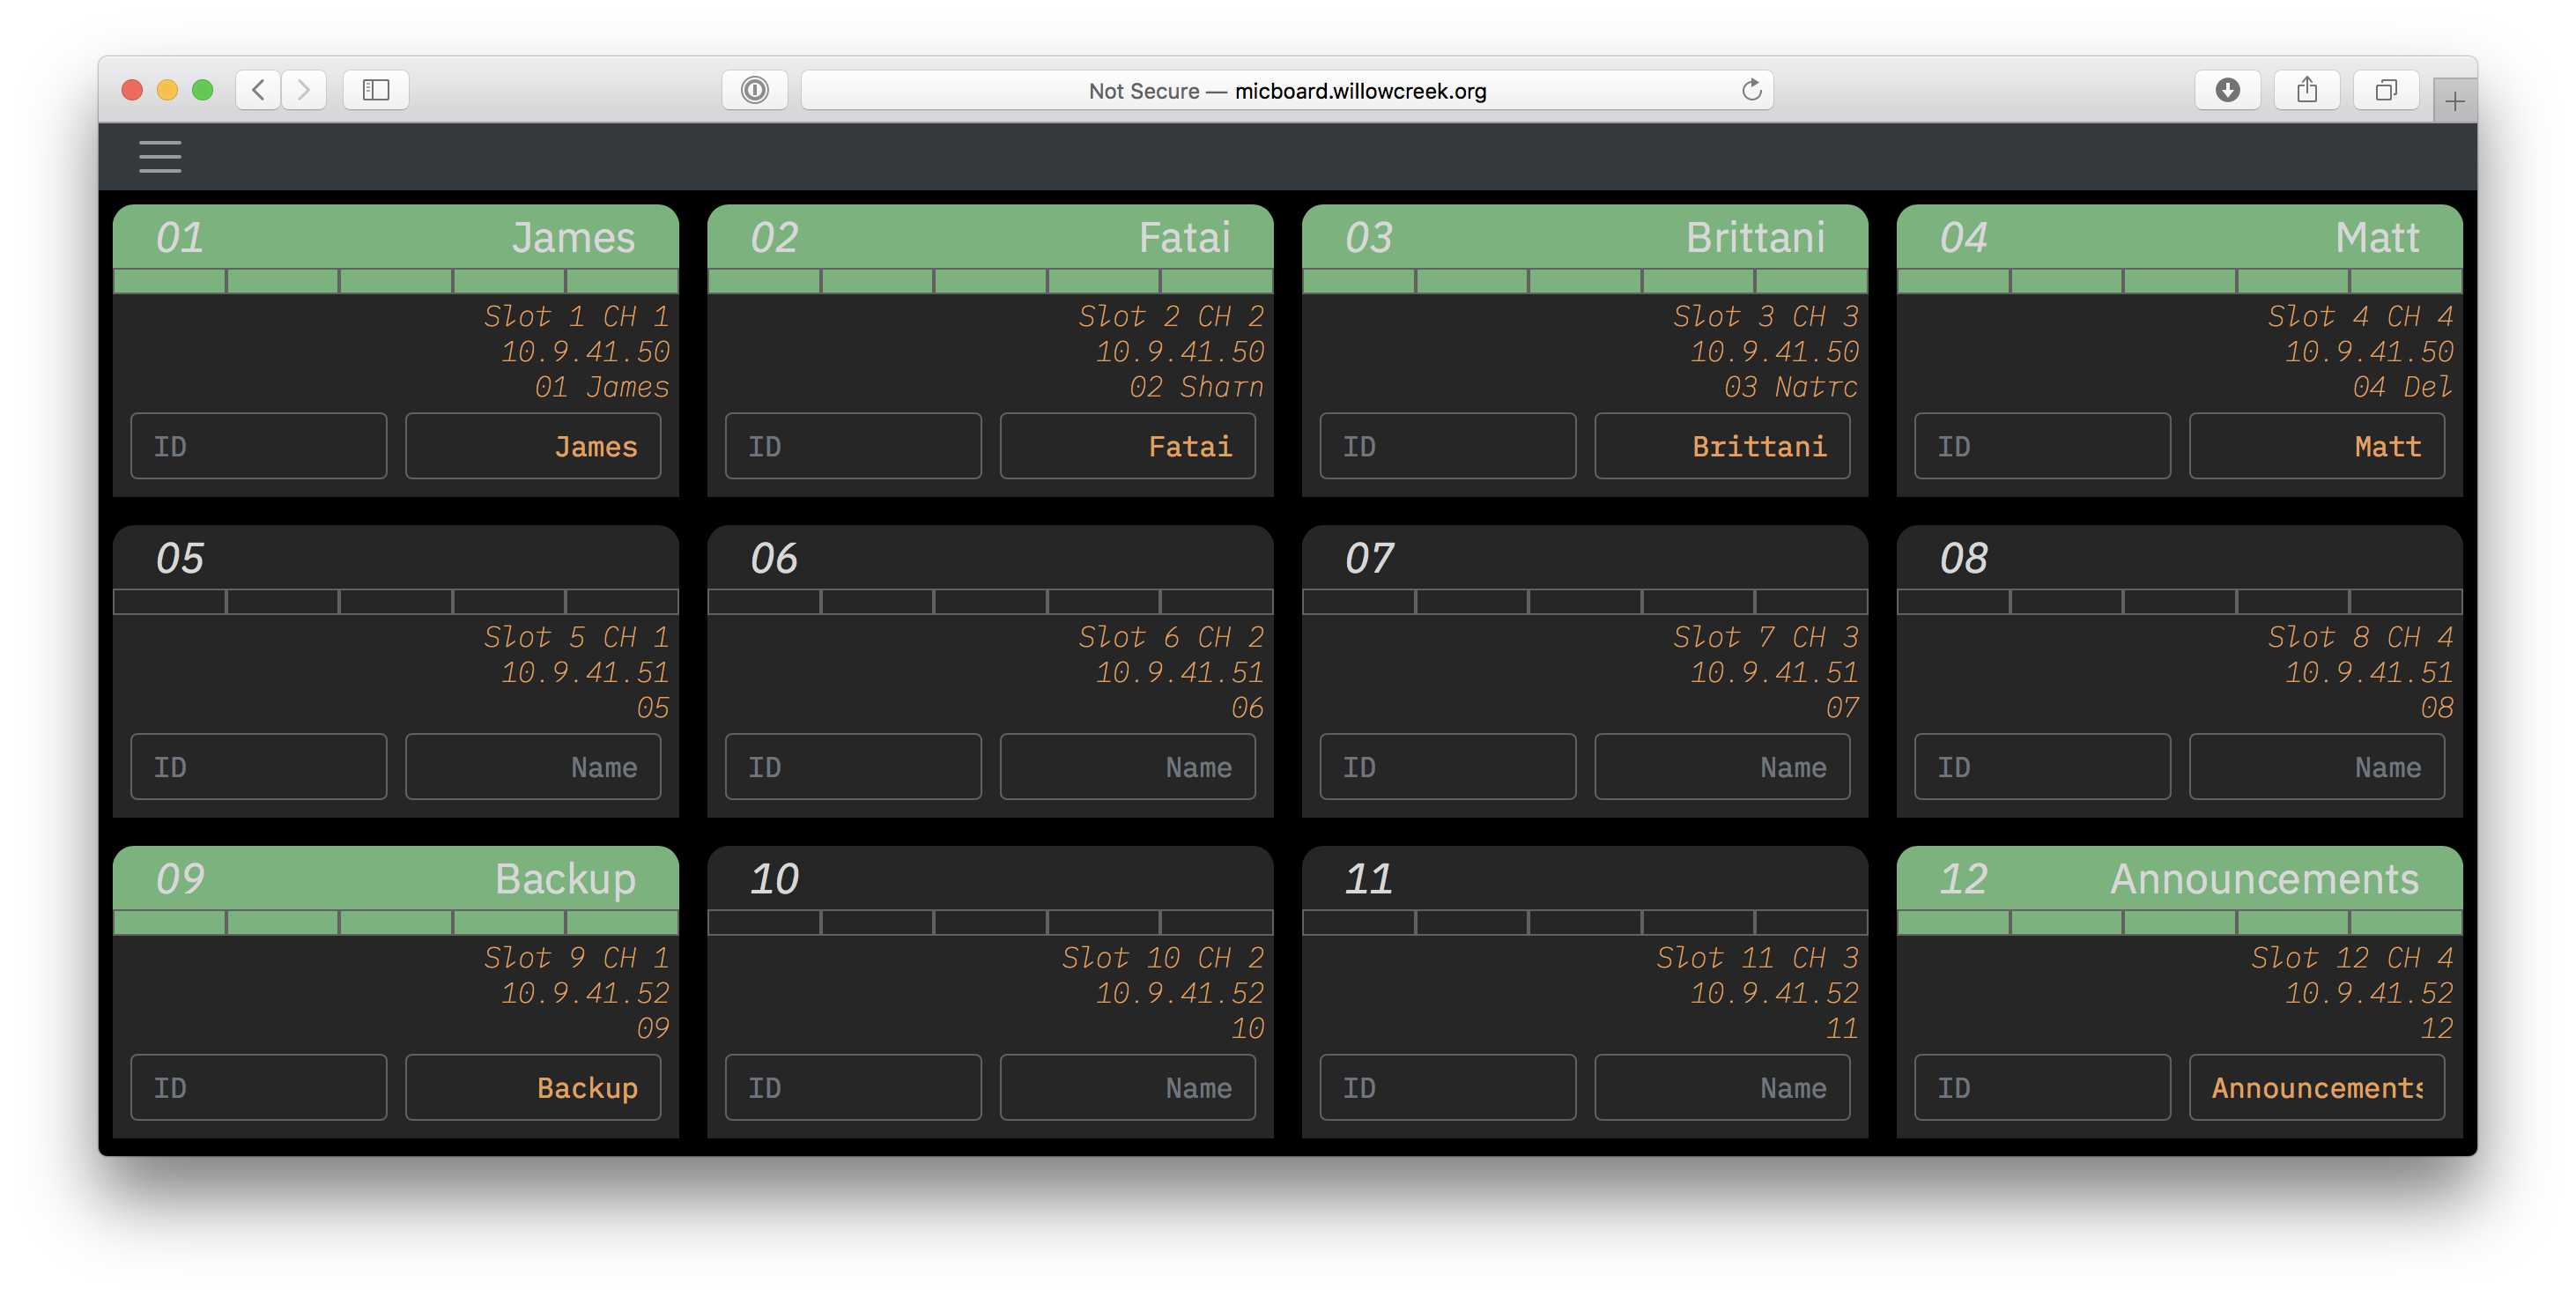 Not Secure — micboard.willowcreek.org
01 James
Slot 1 CH 1
10.9.41.50
01 James
ID James
02 Fatai
Slot 2 CH 2
10.9.41.50
02 Sharn
ID Fatai
03 Brittani
Slot 3 CH 3
10.9.41.50
03 Natrc
ID Brittani
04 Matt
Slot 4 CH 4
10.9.41.50
04 Del
ID Matt
05
Slot 5 CH 1
10.9.41.51
05
ID Name
06
Slot 6 CH 2
10.9.41.51
06
ID Name
07
Slot 7 CH 3
10.9.41.51
07
ID Name
08
Slot 8 CH 4
10.9.41.51
08
ID Name
09 Backup
Slot 9 CH 1
10.9.41.52
09
ID Backup
10
Slot 10 CH 2
10.9.41.52
10
ID Name
11
Slot 11 CH 3
10.9.41.52
11
ID Name
12 Announcements
Slot 12 CH 4
10.9.41.52
12
ID Announcements